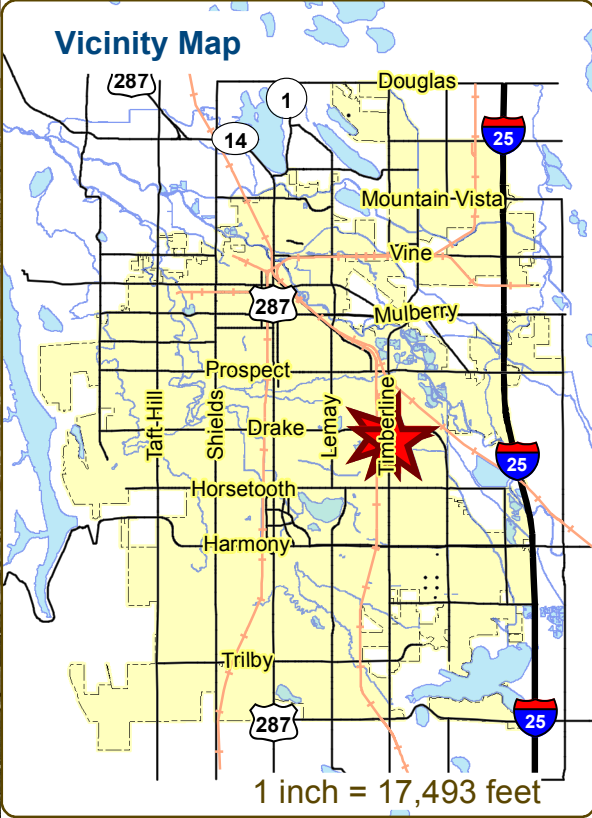 Vicinity Map
287
Douglas
1
14
25
Mountain-Vista
Vine
287
Mulberry
Prospect
Taft-Hill
Shields
Lemay
Timberline
Drake
25
Horsetooth
Harmony
Trilby
287
25
1 inch = 17,493 feet